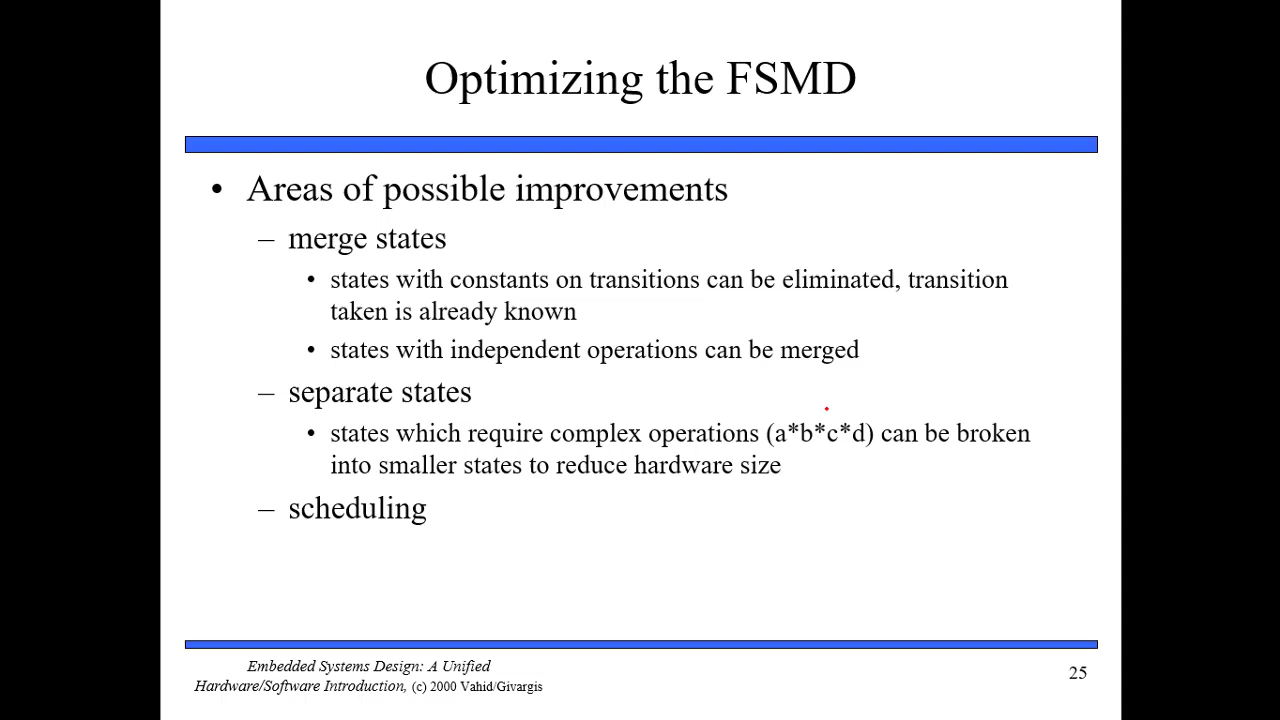 Optimizing the FSMD
• Areas of possible improvements
– merge states
• states with constants on transitions can be eliminated, transition
taken is already known
• states with independent operations can be merged
– separate states
• states which require complex operations (a*b*c*d) can be broken
into smaller states to reduce hardware size
– scheduling
Embedded Systems Design: A Unified
Hardware/Software Introduction, (c) 2000 Vahid/Givargis
25